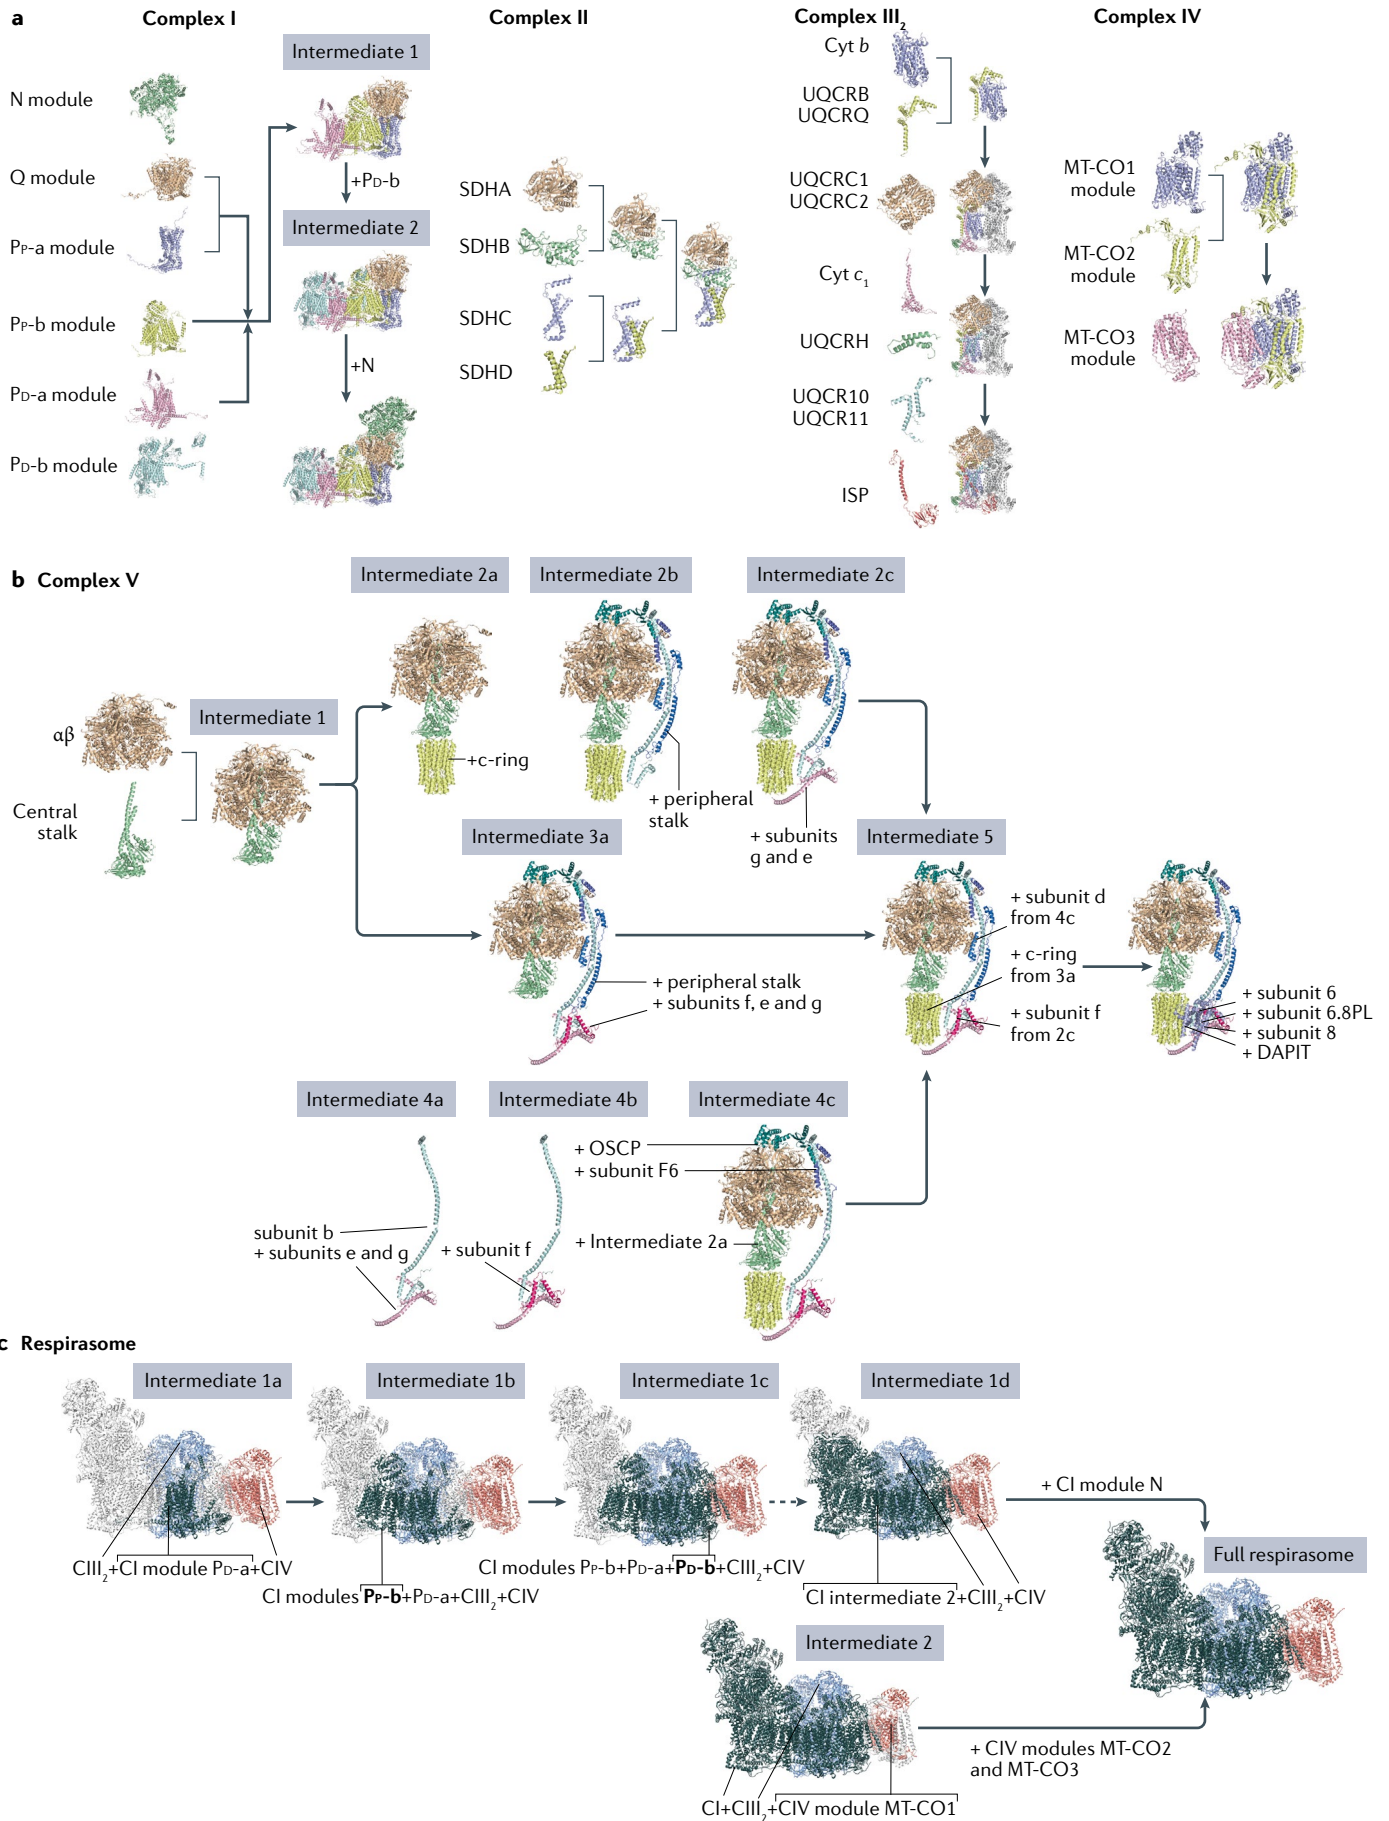 a
Complex I
Complex II
Complex III2
Complex IV
Intermediate 1
N module
Q module
PP-a module
PP-b module
PD-a module
PD-b module
+PD-b
Intermediate 2
+N
SDHA
SDHB
SDHC
SDHD
Cyt b
UQCRB
UQCRQ
UQCRC1
UQCRC2
Cyt c1
UQCRH
UQCR10
UQCR11
ISP
MT-CO1
module
MT-CO2
module
MT-CO3
module
b Complex V
Intermediate 2a
Intermediate 2b
Intermediate 2c
αβ
Central
stalk
Intermediate 1
+c-ring
+ peripheral
stalk
+ subunits
g and e
Intermediate 3a
+ peripheral stalk
+ subunits f, e and g
Intermediate 5
+ subunit d
from 4c
+ c-ring
from 3a
+ subunit f
from 2c
+ subunit 6
+ subunit 6.8PL
+ subunit 8
+ DAPIT
Intermediate 4a
Intermediate 4b
Intermediate 4c
subunit b
+ subunits e and g
+ subunit f
+ OSCP
+ subunit F6
+ Intermediate 2a
c Respirasome
Intermediate 1a
Intermediate 1b
Intermediate 1c
Intermediate 1d
CIII2+CI module PD-a+CIV
CI modules PP-b+PD-a+CIII2+CIV
CI modules PP-b+PD-a+PD-b+CIII2+CIV
CI intermediate 2+CIII2+CIV
+ CI module N
Full respirasome
Intermediate 2
+ CIV modules MT-CO2
and MT-CO3
CI+CIII2+CIV module MT-CO1